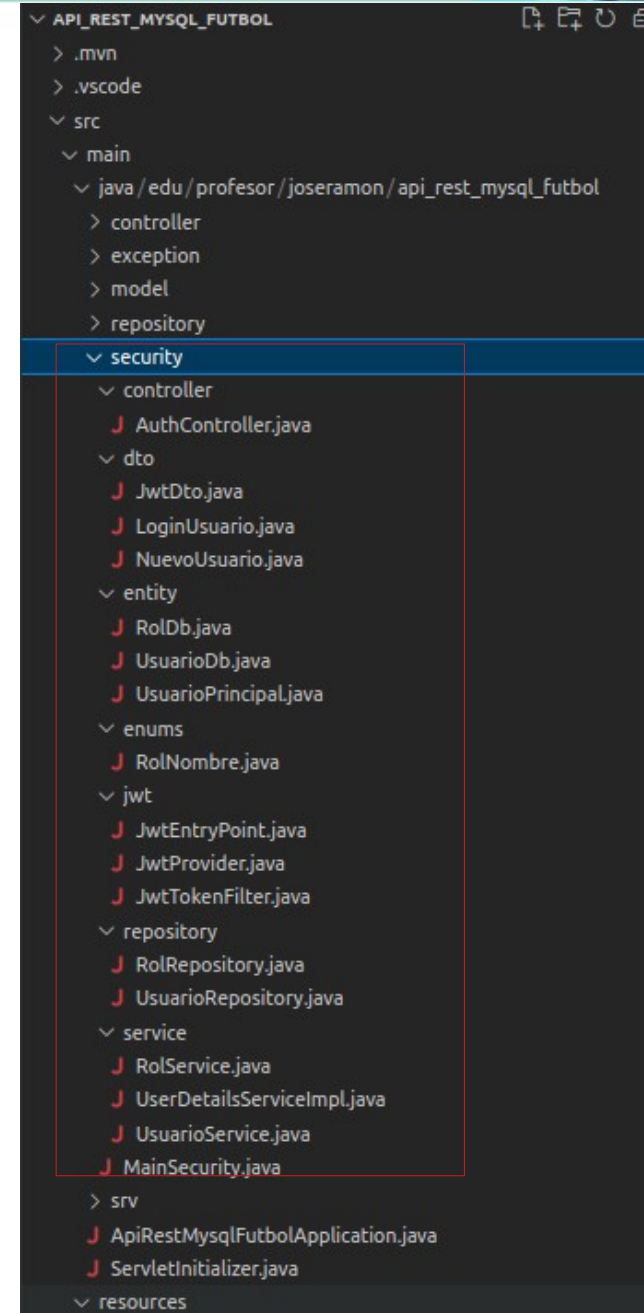 API_REST_MYSQL_FUTBOL
.mvn
.vscode
src
main
java/edu/profesor/joseramon/api_rest_mysql_futbol
controller
exception
model
repository
security
controller
J AuthController.java
dto
J JwtDto.java
J LoginUsuario.java
J NuevoUsuario.java
entity
J RolDb.java
J UsuarioDb.java
J UsuarioPrincipal.java
enums
J RolNombre.java
jwt
J JwtEntryPoint.java
J JwtProvider.java
J JwtTokenFilter.java
repository
J RolRepository.java
J UsuarioRepository.java
service
J RolService.java
J UserDetailsServiceImpl.java
J UsuarioService.java
J MainSecurity.java
srv
J ApiRestMysqlFutbolApplication.java
J ServletInitializer.java
resources